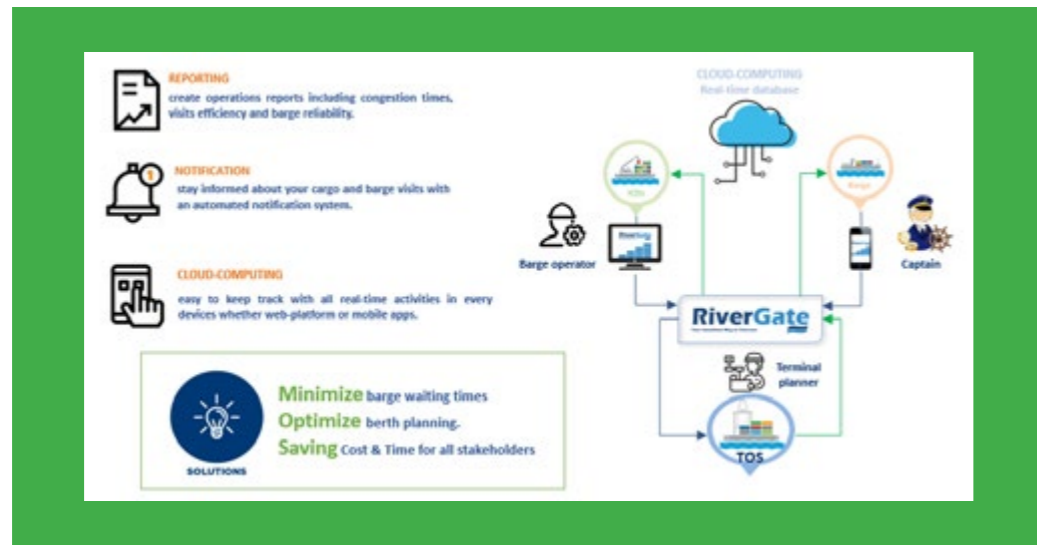 REPORTING
create operations reports including congestion times,
visits efficiency and barge reliability.
1
NOTIFICATION
stay informed about your cargo and barge visits with
an automated notification system.
CLOUD-COMPUTING
easy to keep track with all real-time activities in every
devices whether web-platform or mobile apps.
SOLUTIONS
Minimize barge waiting times
Optimize berth planning.
Saving Cost & Time for all stakeholders
CLOUD-COMPUTING
Real-time database
Barge
Barge operator
RiverGate
Captain
RiverGate
Terminal
planner
TOS